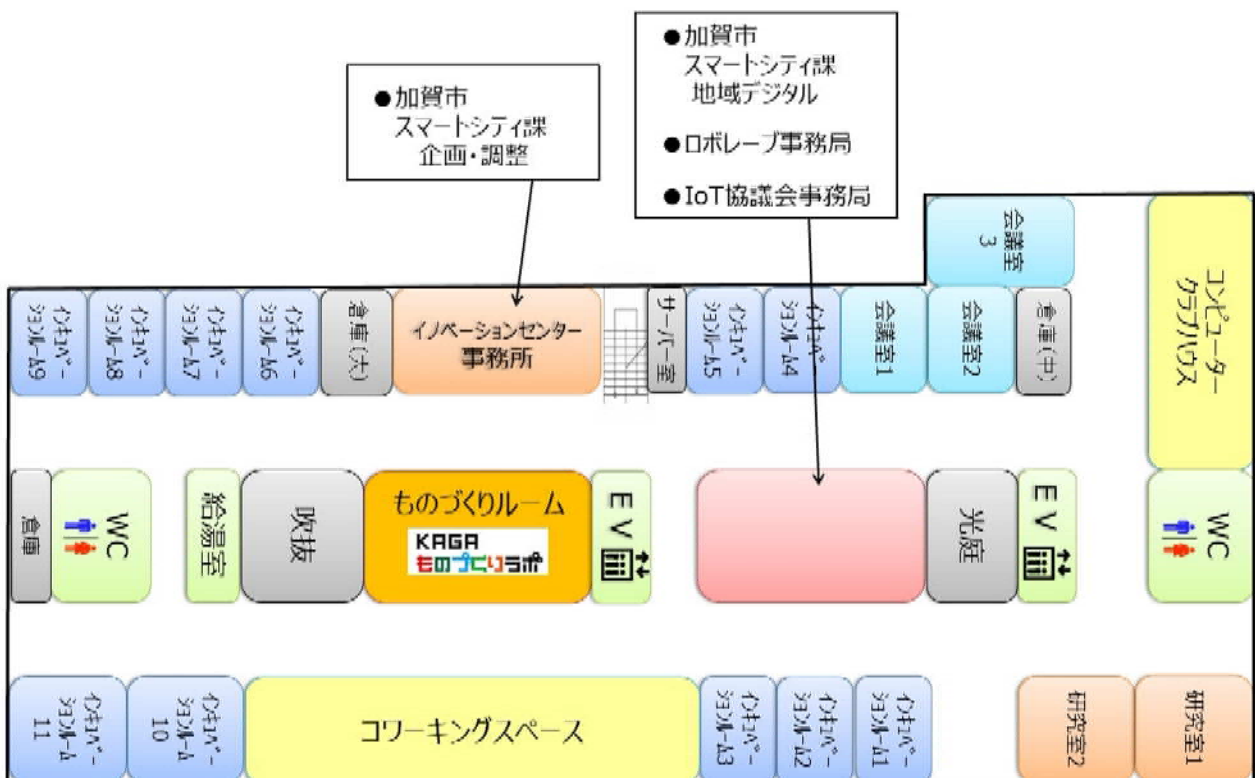 ●加賀市
スマートシティ課
企画・調整
●加賀市
スマートシティ課
地域デジタル
●ロボレーブ事務局
●IoT協議会事務局
会議室
3
コンピューター
クラブハウス
インキュベー
ションルーム9
インキュベー
ションルーム8
インキュベー
ションルーム7
インキュベー
ションルーム6
倉庫(大)
イノベーションセンター
事務所
サーバー室
インキュベー
ションルーム5
インキュベー
ションルーム4
会議室1
会議室2
倉庫(中)
倉庫
WC
給湯室
吹抜
ものづくりルーム
KAGA
ものづくりラボ
EV
光庭
EV
WC
インキュベー
ションルーム
11
インキュベー
ションルーム
10
コワーキングスペース
インキュベー
ションルーム3
インキュベー
ションルーム2
インキュベー
ションルーム1
研究室2
研究室1